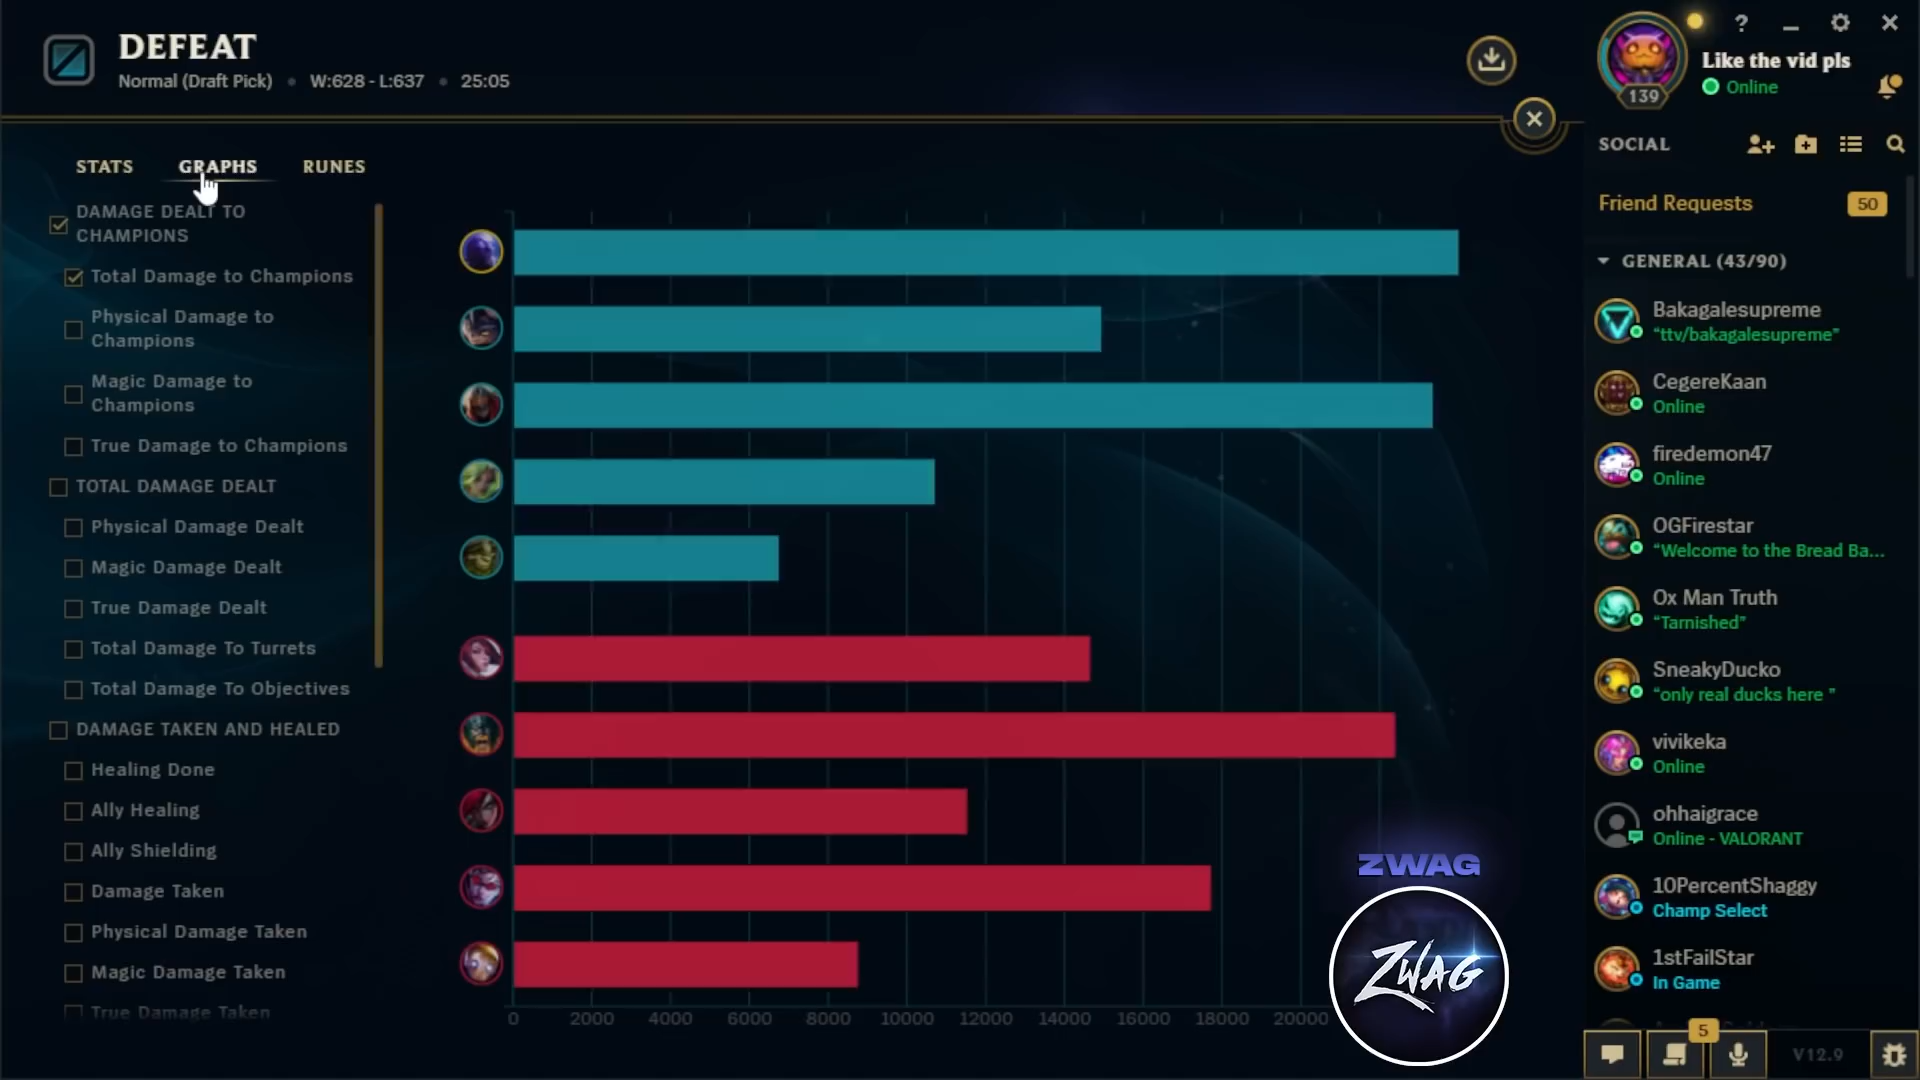 DEFEAT
Normal (Draft Pick) • W:628 - L:637 • 25:05
STATS
GRAPHS
RUNES
DAMAGE DEALT TO
CHAMPIONS
Total Damage to Champions
Physical Damage to
Champions
Magic Damage to
Champions
True Damage to Champions
TOTAL DAMAGE DEALT
Physical Damage Dealt
Magic Damage Dealt
True Damage Dealt
Total Damage To Turrets
Total Damage To Objectives
DAMAGE TAKEN AND HEALED
Healing Done
Ally Healing
Ally Shielding
Damage Taken
Physical Damage Taken
Magic Damage Taken
True Damage Taken
0 2000 4000 6000 8000 10000 12000 14000 16000 18000 20000
ZWAG
ZWAG
139
Like the vid pls
Online
SOCIAL
Friend Requests 50
GENERAL (43/90)
Bakagalesupreme
“ttv/bakagalesupreme”
CegereKaan
Online
firedemon47
Online
OGFirestar
“Welcome to the Bread Ba...
Ox Man Truth
“Tarnished”
SneakyDucko
“only real ducks here ”
vivikeka
Online
ohhaigrace
Online - VALORANT
10PercentShaggy
Champ Select
1stFailStar
In Game
5
V12.9